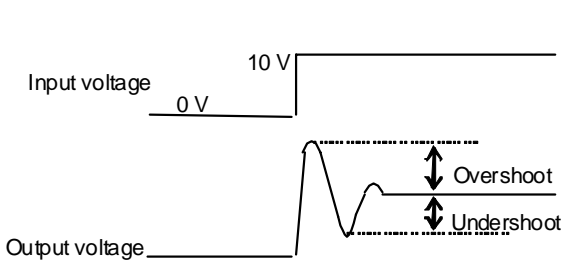 10 V
Input voltage
0 V
Overshoot
Undershoot
Output voltage